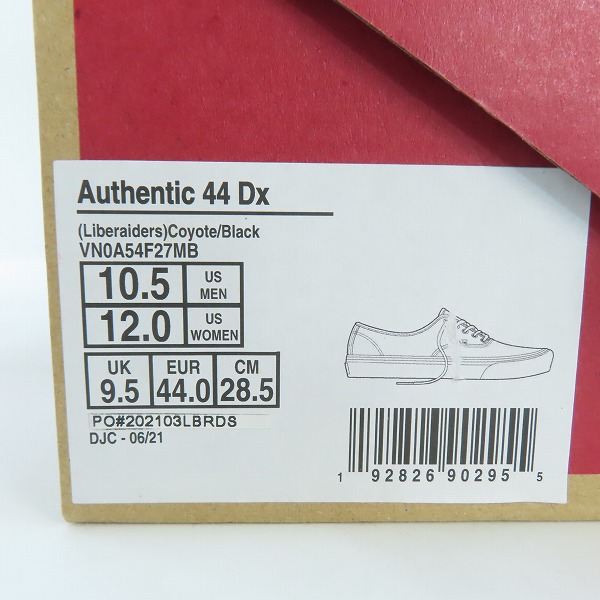 Authentic 44 Dx
(Liberaiders)Coyote/Black
VN0A54F27MB
10.5 US MEN
12.0 US WOMEN
UK 9.5 EUR 44.0 CM 28.5
PO#202103LBRDS
DJC - 06/21
1 92826 90295 5